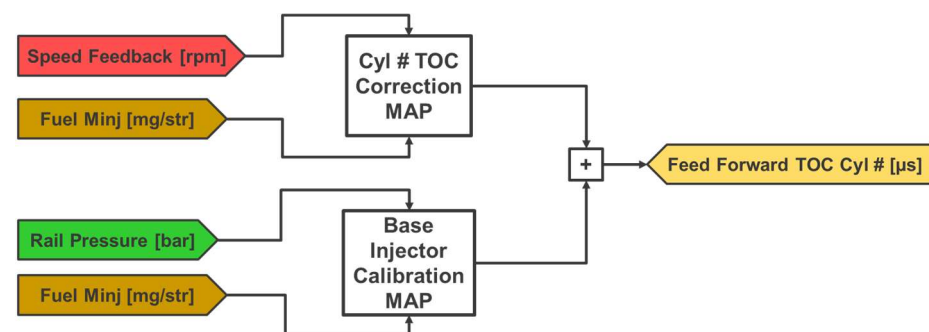 Speed Feedback [rpm]
Fuel Minj [mg/str]
Cyl # TOC
Correction
MAP
+
Feed Forward TOC Cyl # [µs]
Rail Pressure [bar]
Fuel Minj [mg/str]
Base
Injector
Calibration
MAP